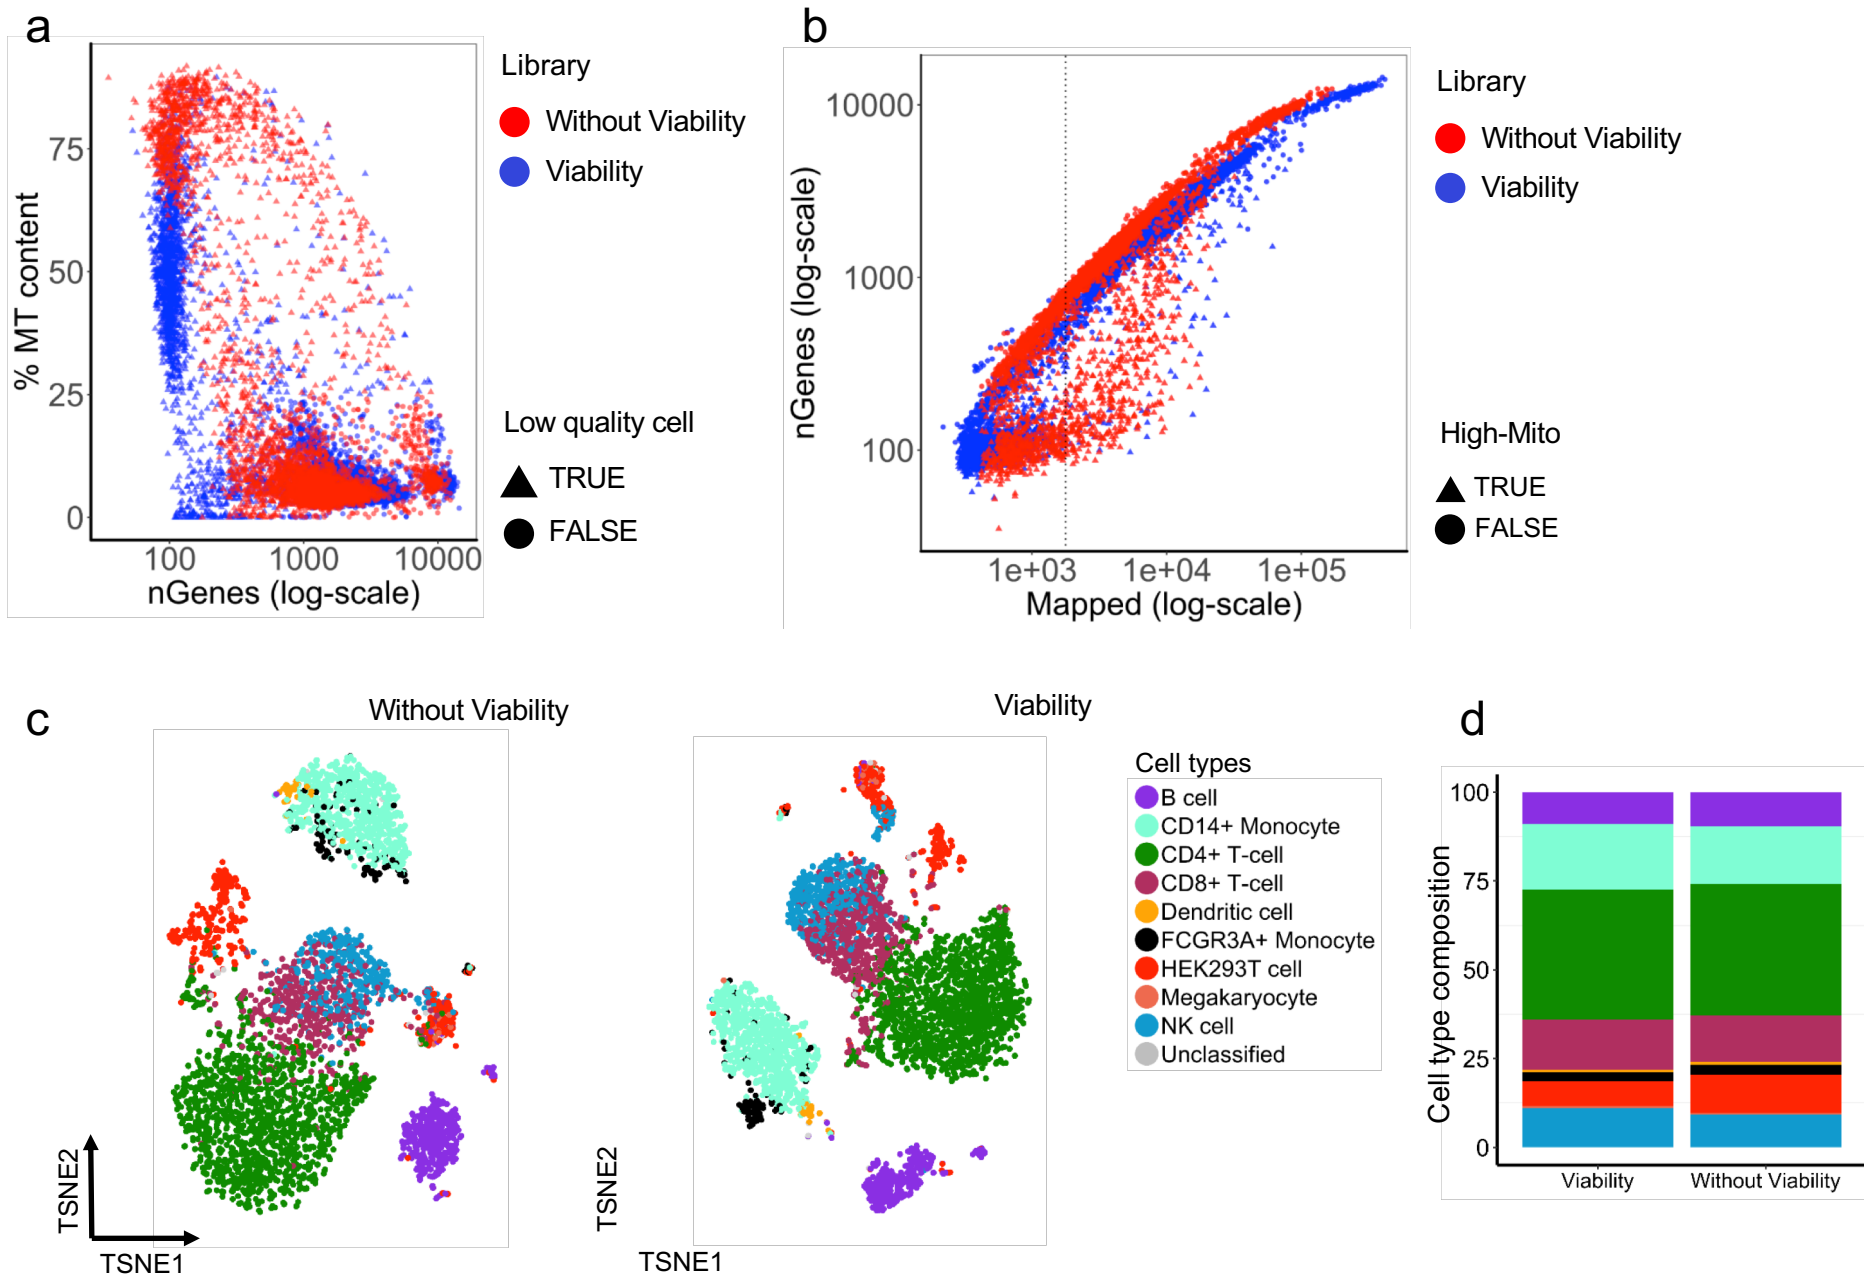 a
% MT content
75
50
25
0
100
1000
10000
nGenes (log-scale)
Library
Without Viability
Viability
Low quality cell
TRUE
FALSE
b
nGenes (log-scale)
10000
1000
100
1e+03
1e+04
1e+05
Mapped (log-scale)
Library
Without Viability
Viability
High-Mito
TRUE
FALSE
c
Without Viability
TSNE2
TSNE1
Viability
TSNE2
TSNE1
Cell types
B cell
CD14+ Monocyte
CD4+ T-cell
CD8+ T-cell
Dendritic cell
FCGR3A+ Monocyte
HEK293T cell
Megakaryocyte
NK cell
Unclassified
d
Cell type composition
100
75
50
25
0
Viability
Without Viability